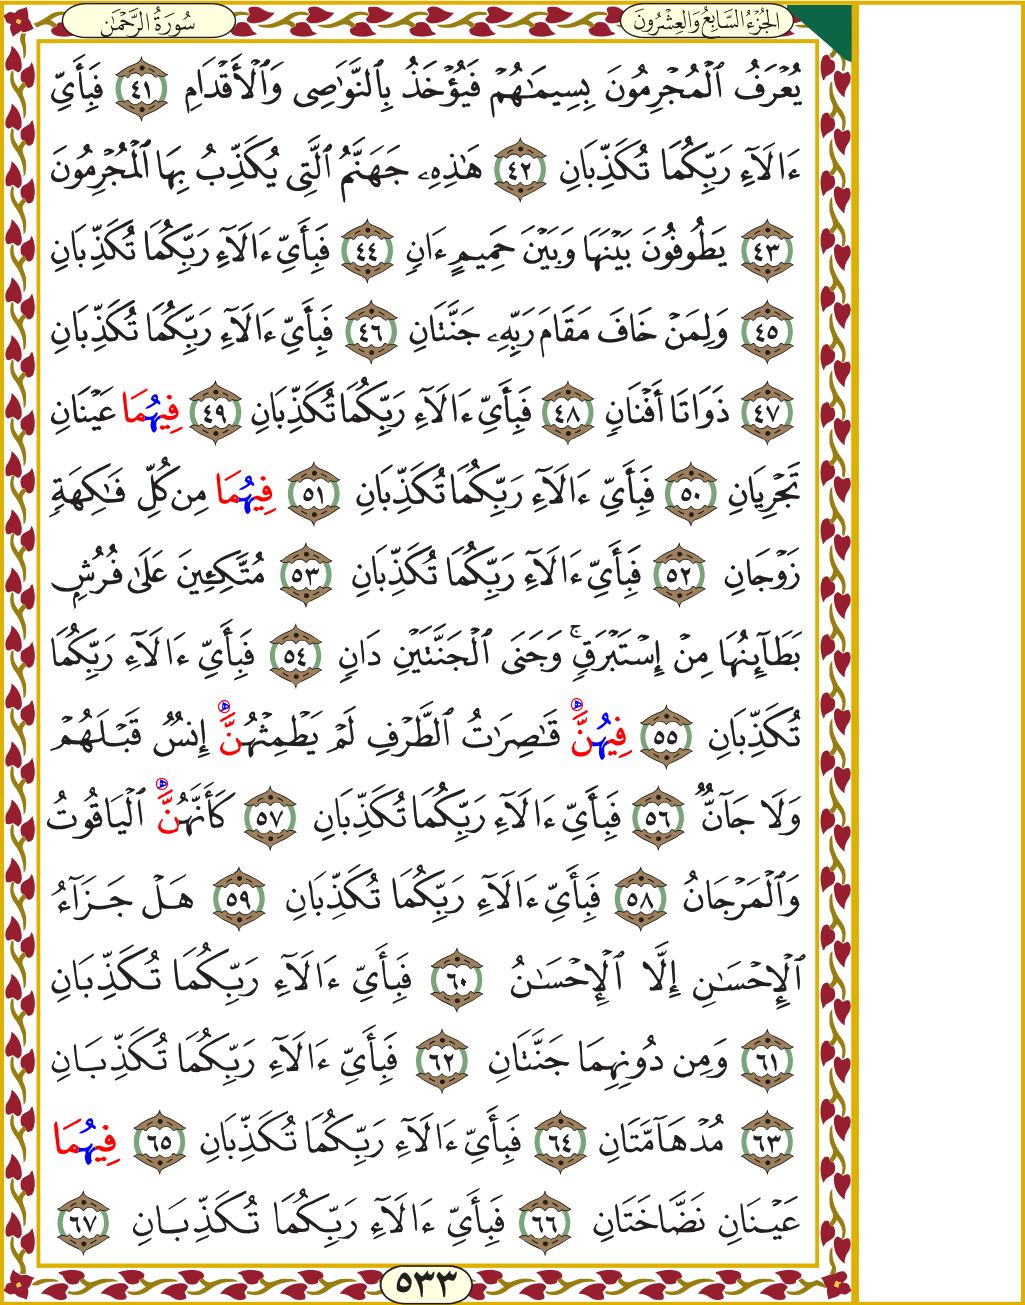 سُورَةُ الرَّحْمٰن
الجُزْءُ السَّابِعُ وَالعِشْرُونَ
يُعْرَفُ ٱلْمُجْرِمُونَ بِسِيمَـٰهُمْ فَيُؤْخَذُ بِٱلنَّوَٰصِى وَٱلْأَقْدَامِ ٤١ فَبِأَىِّ
ءَالَآءِ رَبِّكُمَا تُكَذِّبَانِ ٤٢ هَـٰذِهِۦ جَهَنَّمُ ٱلَّتِى يُكَذِّبُ بِهَا ٱلْمُجْرِمُونَ
٤٣ يَطُوفُونَ بَيْنَهَا وَبَيْنَ حَمِيمٍ ءَانٍ ٤٤ فَبِأَىِّ ءَالَآءِ رَبِّكُمَا تُكَذِّبَانِ
٤٥ وَلِمَنْ خَافَ مَقَامَ رَبِّهِۦ جَنَّتَانِ ٤٦ فَبِأَىِّ ءَالَآءِ رَبِّكُمَا تُكَذِّبَانِ
٤٧ ذَوَاتَا أَفْنَانٍ ٤٨ فَبِأَىِّ ءَالَآءِ رَبِّكُمَا تُكَذِّبَانِ ٤٩ فِيهُمَا عَيْنَانِ
تَجْرِيَانِ ٥٠ فَبِأَىِّ ءَالَآءِ رَبِّكُمَا تُكَذِّبَانِ ٥١ فِيهُمَا مِن كُلِّ فَـٰكِهَةٍ
زَوْجَانِ ٥٢ فَبِأَىِّ ءَالَآءِ رَبِّكُمَا تُكَذِّبَانِ ٥٣ مُتَّكِـِٔينَ عَلَىٰ فُرُشٍ
بَطَآئِنُهَا مِنْ إِسْتَبْرَقٍ ۚ وَجَنَى ٱلْجَنَّتَيْنِ دَانٍ ٥٤ فَبِأَىِّ ءَالَآءِ رَبِّكُمَا
تُكَذِّبَانِ ٥٥ فِيهُنَّ قَـٰصِرَٰتُ ٱلطَّرْفِ لَمْ يَطْمِثْهُنَّ إِنسٌ قَبْلَهُمْ
وَلَا جَآنٌّ ٥٦ فَبِأَىِّ ءَالَآءِ رَبِّكُمَا تُكَذِّبَانِ ٥٧ كَأَنَّهُنَّ ٱلْيَاقُوتُ
وَٱلْمَرْجَانُ ٥٨ فَبِأَىِّ ءَالَآءِ رَبِّكُمَا تُكَذِّبَانِ ٥٩ هَلْ جَزَآءُ
ٱلْإِحْسَـٰنِ إِلَّا ٱلْإِحْسَـٰنُ ٦٠ فَبِأَىِّ ءَالَآءِ رَبِّكُمَا تُكَذِّبَانِ
٦١ وَمِن دُونِهِمَا جَنَّتَانِ ٦٢ فَبِأَىِّ ءَالَآءِ رَبِّكُمَا تُكَذِّبَانِ
٦٣ مُدْهَآمَّتَانِ ٦٤ فَبِأَىِّ ءَالَآءِ رَبِّكُمَا تُكَذِّبَانِ ٦٥ فِيهُمَا
عَيْنَانِ نَضَّاخَتَانِ ٦٦ فَبِأَىِّ ءَالَآءِ رَبِّكُمَا تُكَذِّبَانِ ٦٧
٥٣٣